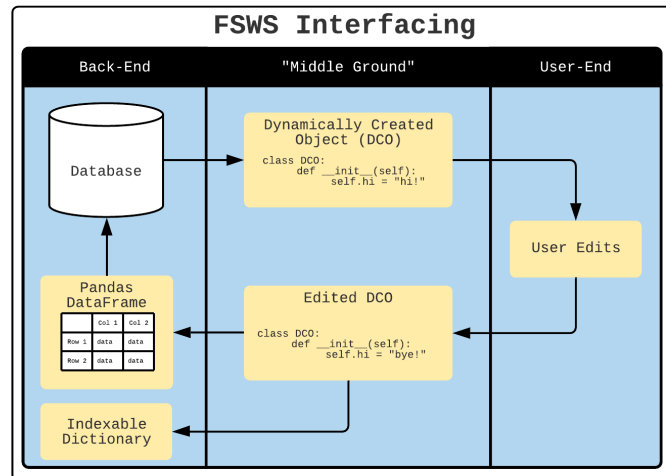 FSWS Interfacing
Back-End
"Middle Ground"
User-End
Database
Dynamically Created
Object (DCO)
class DCO:
def __init__(self):
self.hi = "hi!"
User Edits
Pandas
DataFrame
Col 1 Col 2
Row 1 data data
Row 2 data data
Edited DCO
class DCO:
def __init__(self):
self.hi = "bye!"
Indexable
Dictionary